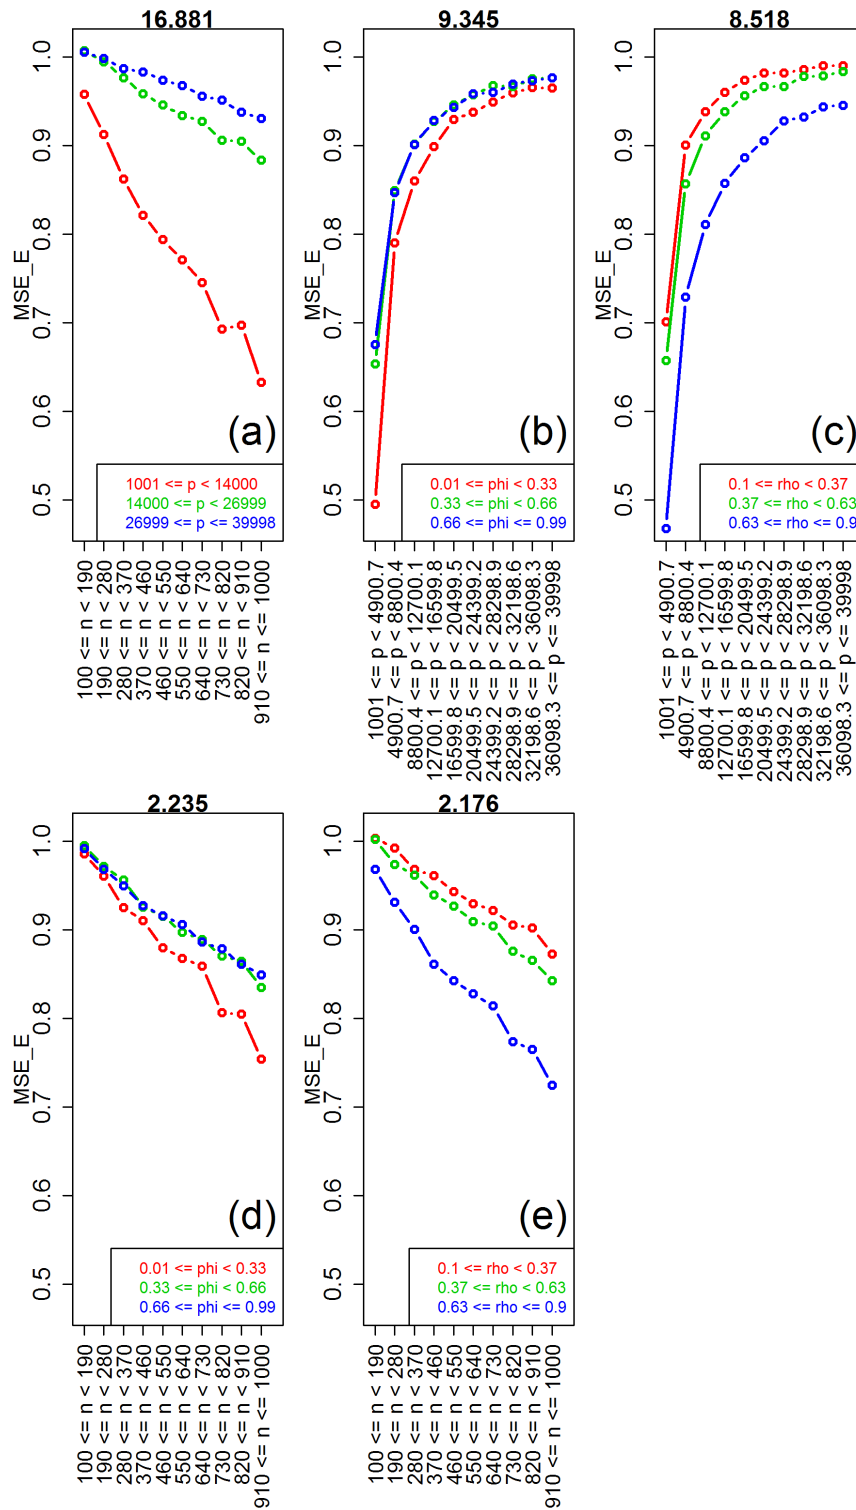 16.881
MSE_E
1.0
0.9
0.8
0.7
0.6
0.5
(a)
1001 <= p < 14000
14000 <= p < 26999
26999 <= p <= 39998
100 <= n < 190
190 <= n < 280
280 <= n < 370
370 <= n < 460
460 <= n < 550
550 <= n < 640
640 <= n < 730
730 <= n < 820
820 <= n < 910
910 <= n <= 1000
9.345
MSE_E
1.0
0.9
0.8
0.7
0.6
0.5
(b)
0.01 <= phi < 0.33
0.33 <= phi < 0.66
0.66 <= phi <= 0.99
1001 <= p < 4900.7
4900.7 <= p < 8800.4
8800.4 <= p < 12700.1
12700.1 <= p < 16599.8
16599.8 <= p < 20499.5
20499.5 <= p < 24399.2
24399.2 <= p < 28298.9
28298.9 <= p < 32198.6
32198.6 <= p < 36098.3
36098.3 <= p <= 39998
8.518
MSE_E
1.0
0.9
0.8
0.7
0.6
0.5
(c)
0.1 <= rho < 0.37
0.37 <= rho < 0.63
0.63 <= rho <= 0.9
1001 <= p < 4900.7
4900.7 <= p < 8800.4
8800.4 <= p < 12700.1
12700.1 <= p < 16599.8
16599.8 <= p < 20499.5
20499.5 <= p < 24399.2
24399.2 <= p < 28298.9
28298.9 <= p < 32198.6
32198.6 <= p < 36098.3
36098.3 <= p <= 39998
2.235
MSE_E
1.0
0.9
0.8
0.7
0.6
0.5
(d)
0.01 <= phi < 0.33
0.33 <= phi < 0.66
0.66 <= phi <= 0.99
100 <= n < 190
190 <= n < 280
280 <= n < 370
370 <= n < 460
460 <= n < 550
550 <= n < 640
640 <= n < 730
730 <= n < 820
820 <= n < 910
910 <= n <= 1000
2.176
MSE_E
1.0
0.9
0.8
0.7
0.6
0.5
(e)
0.1 <= rho < 0.37
0.37 <= rho < 0.63
0.63 <= rho <= 0.9
100 <= n < 190
190 <= n < 280
280 <= n < 370
370 <= n < 460
460 <= n < 550
550 <= n < 640
640 <= n < 730
730 <= n < 820
820 <= n < 910
910 <= n <= 1000